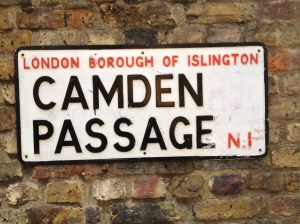 LONDON BOROUGH OF ISLINGTON
CAMDEN
PASSAGE N.1